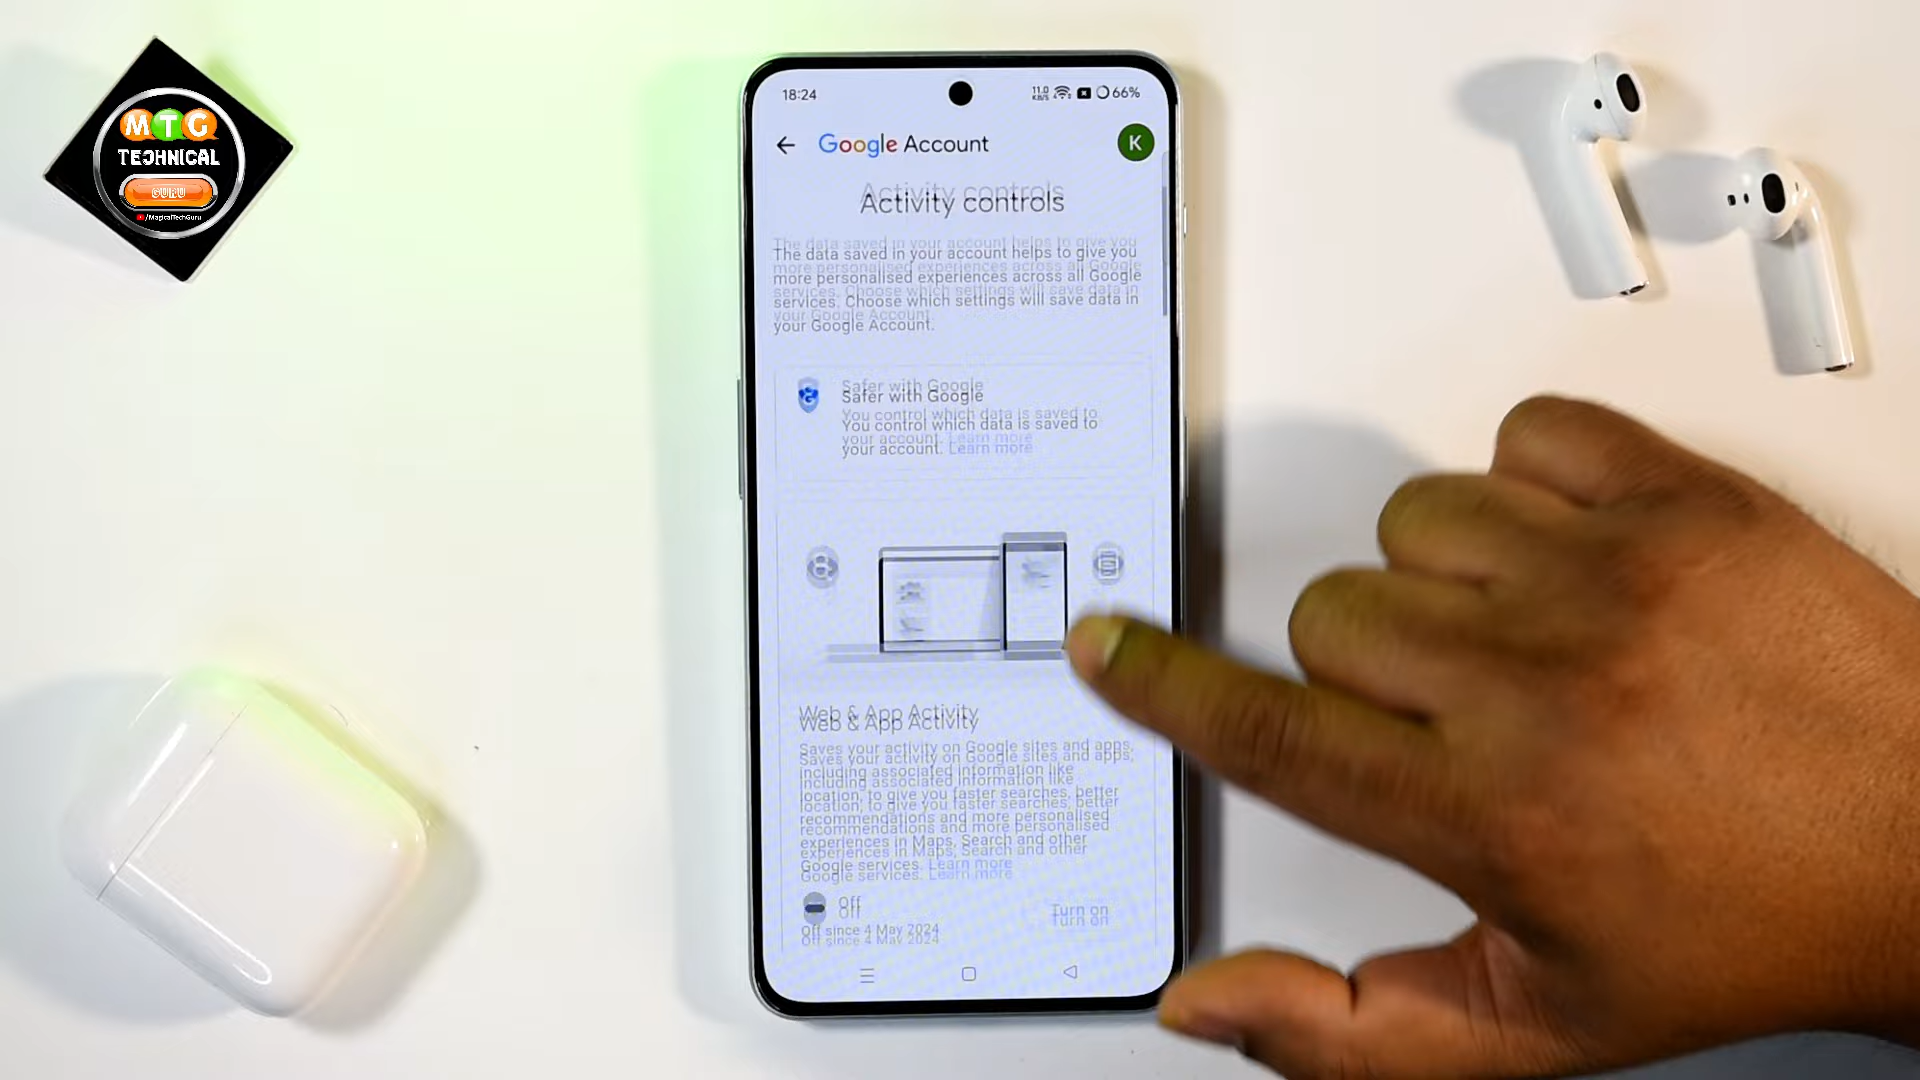 MTG
TECHNICAL
GURU
/MagicalTechGuru
18:24
11.0
KB/S
66%
Google Account
K
Activity controls
The data saved in your account helps to give you
more personalised experiences across all Google
services. Choose which settings will save data in
your Google Account.
Safer with Google
You control which data is saved to
your account. Learn more
Web & App Activity
Saves your activity on Google sites and apps,
including associated information like
location, to give you faster searches, better
recommendations and more personalised
experiences in Maps, Search and other
Google services. Learn more
Off
Turn on
Off since 4 May 2024